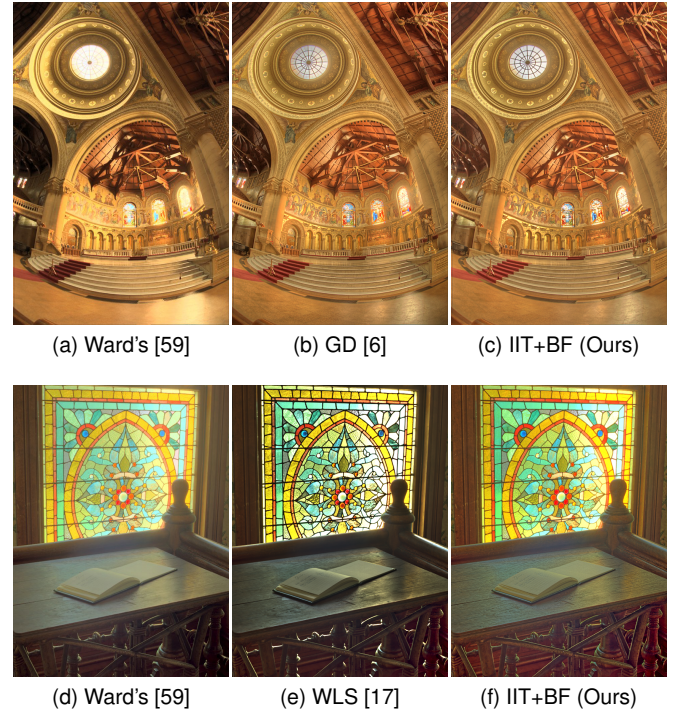 (a) Ward's [59] (b) GD [6] (c) IIT+BF (Ours)
(d) Ward's [59] (e) WLS [17] (f) IIT+BF (Ours)